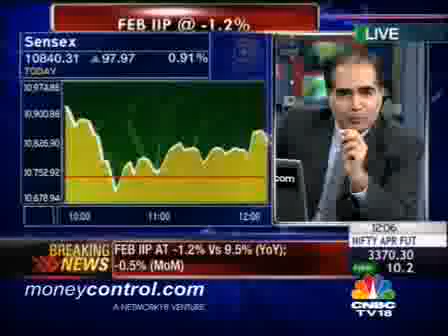 FEB IIP @ -1.2%
LIVE
Sensex
10840.31 ▲ 97.97 0.91%
TODAY
10,974.86
10,900.88
10,826.90
10,752.92
10,678.94
10:00 11:00 12:00
.com
12:06
NIFTY APR FUT
3370.30
10.2
BREAKING NEWS
FEB IIP AT -1.2% Vs 9.5% (YoY);
-0.5% (MoM)
moneycontrol.com
A NETWORK18 VENTURE
CNBC
TV18